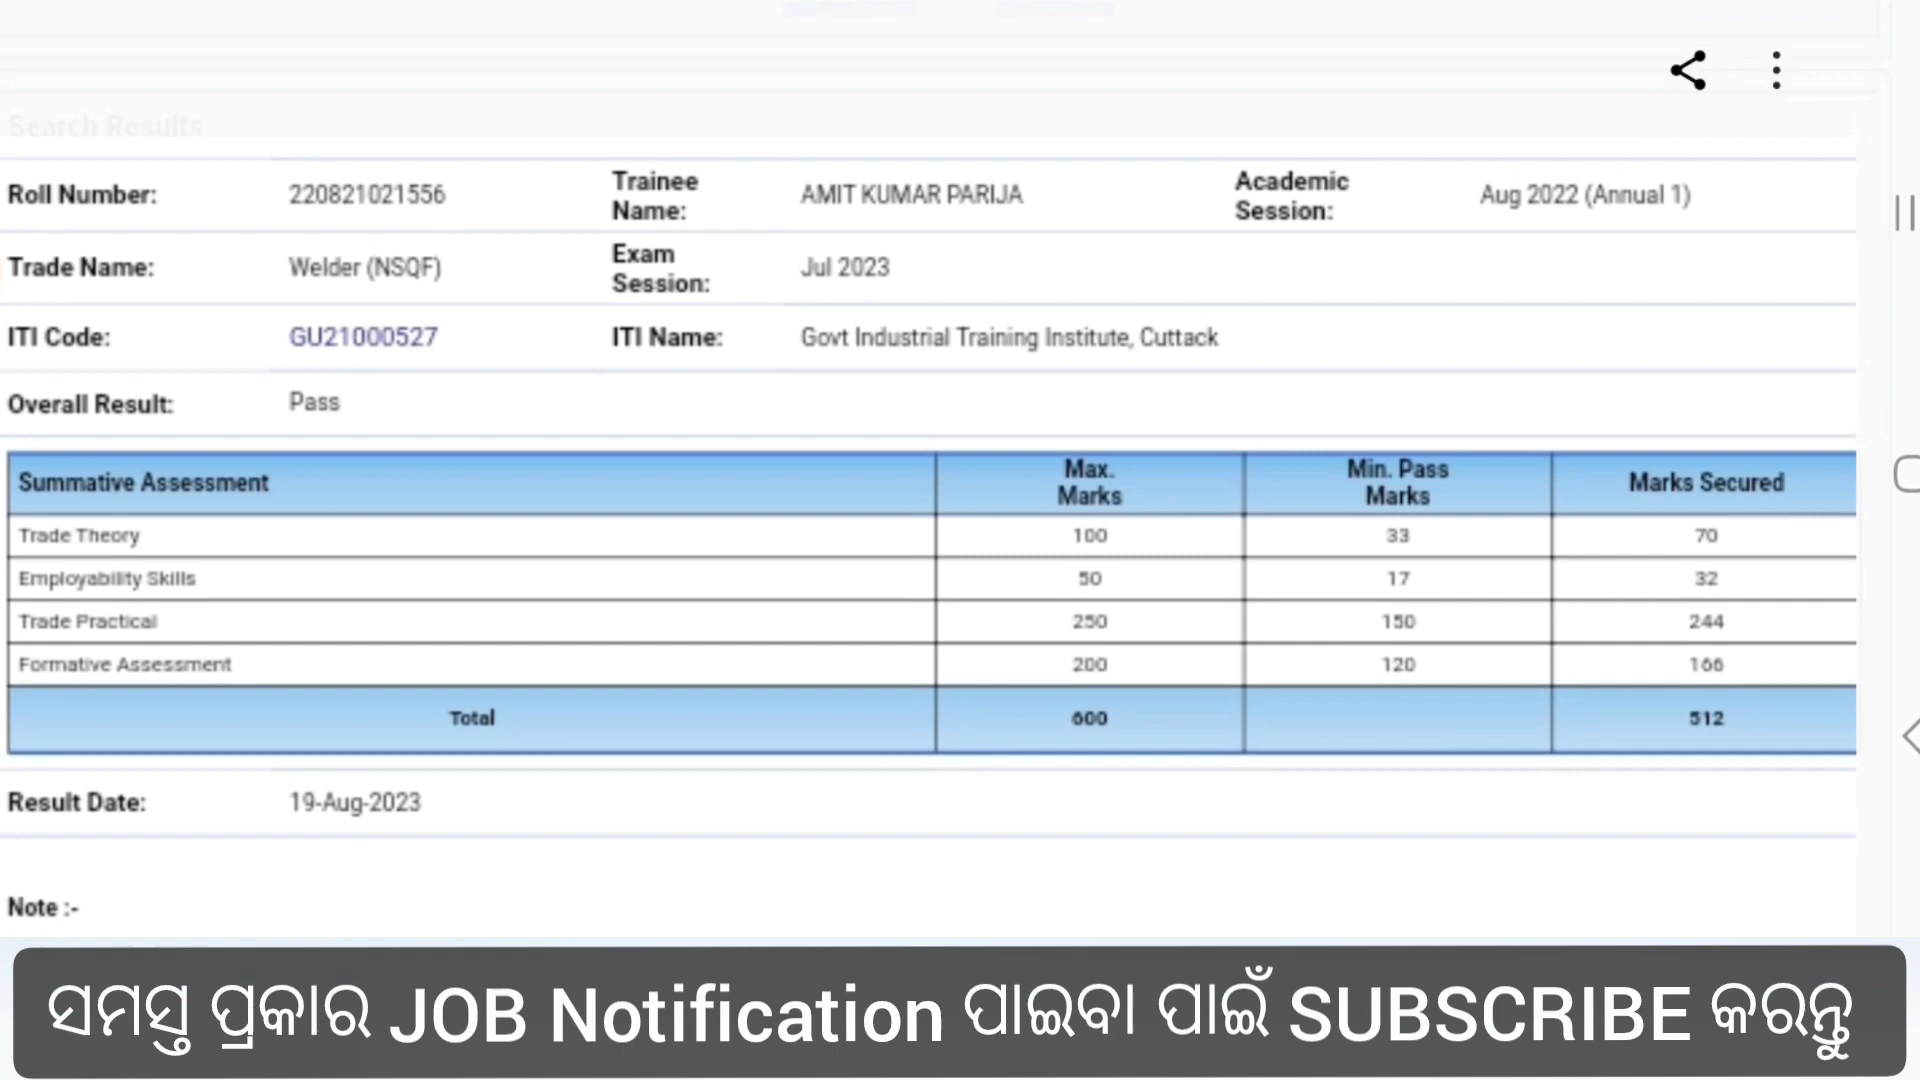 Search Results
Roll Number: 220821021556 Trainee Name: AMIT KUMAR PARIJA Academic Session: Aug 2022 (Annual 1)
Trade Name: Welder (NSQF) Exam Session: Jul 2023
ITI Code: GU21000527 ITI Name: Govt Industrial Training Institute, Cuttack
Overall Result: Pass
Summative Assessment Max. Marks Min. Pass Marks Marks Secured
Trade Theory 100 33 70
Employability Skills 50 17 32
Trade Practical 250 150 244
Formative Assessment 200 120 166
Total 600 512
Result Date: 19-Aug-2023
Note :-
ସମସ୍ତ ପ୍ରକାର JOB Notification ପାଇବା ପାଇଁ SUBSCRIBE କରନ୍ତୁ